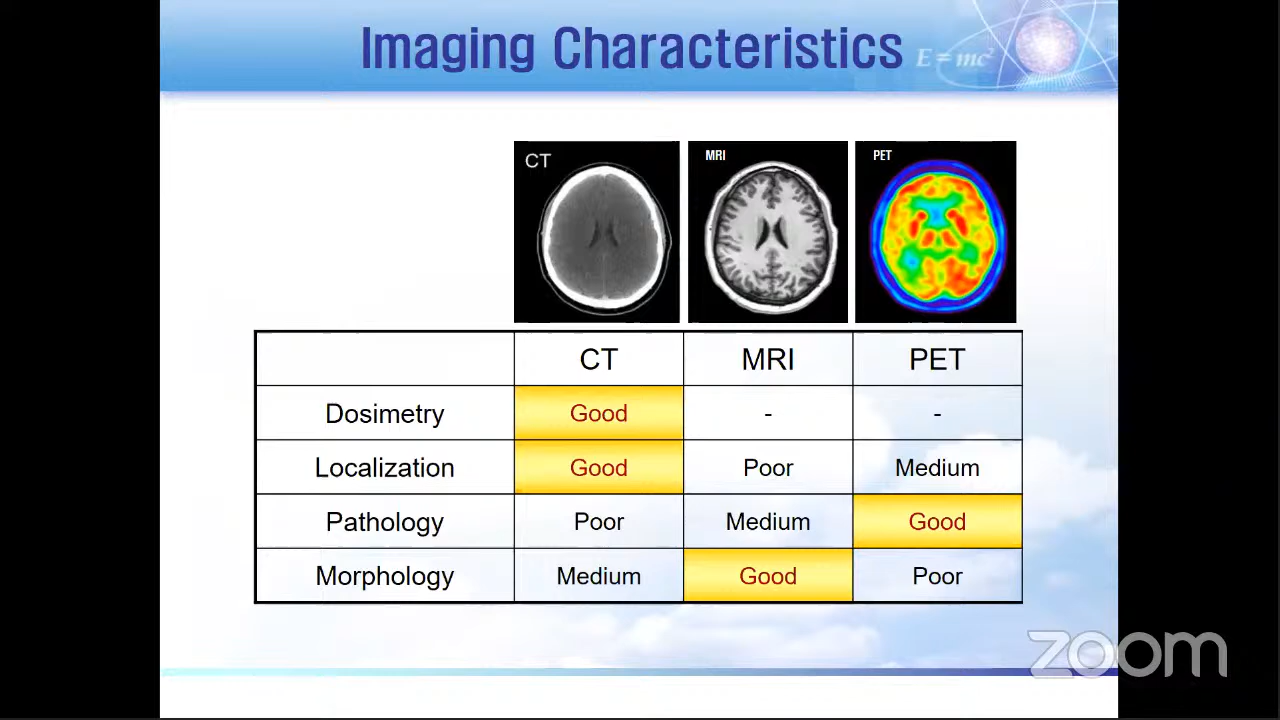 Imaging Characteristics
E = mc²
CT
MRI
PET
CT MRI PET
Dosimetry Good - -
Localization Good Poor Medium
Pathology Poor Medium Good
Morphology Medium Good Poor
zoom